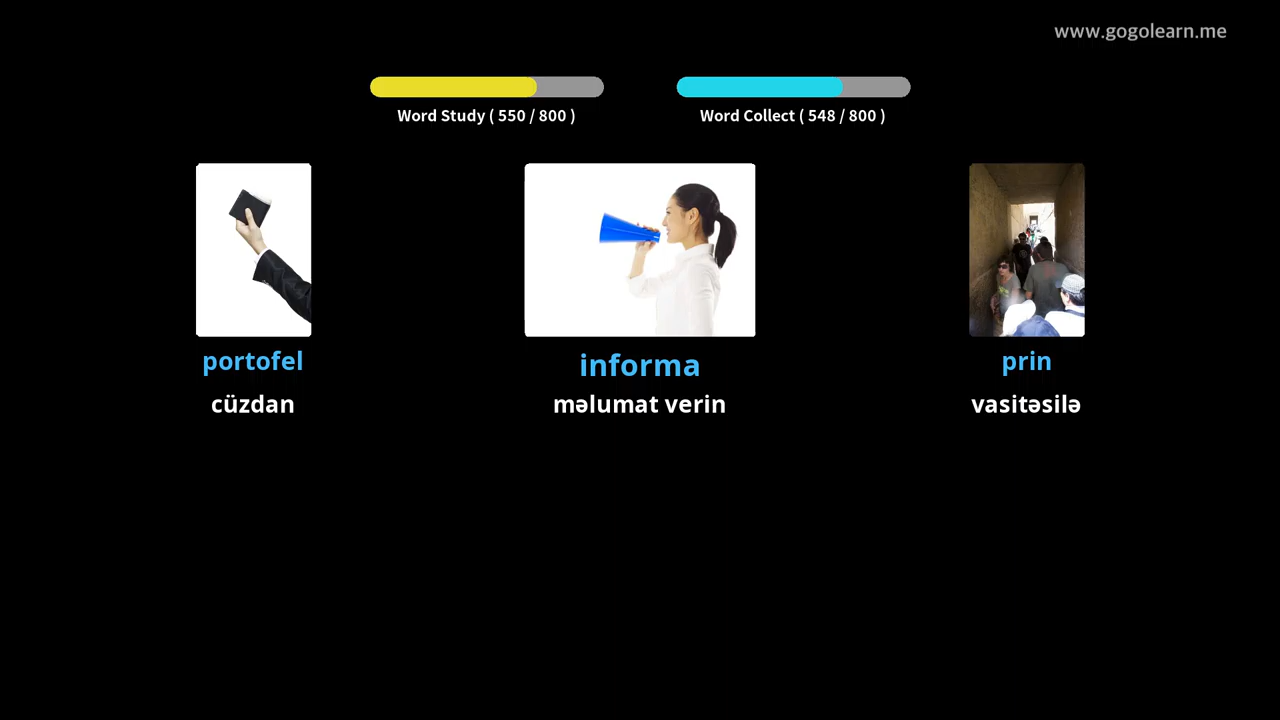 www.gogolearn.me
Word Study ( 550 / 800 )
Word Collect ( 548 / 800 )
portofel
informa
prin
cüzdan
məlumat verin
vasitəsilə